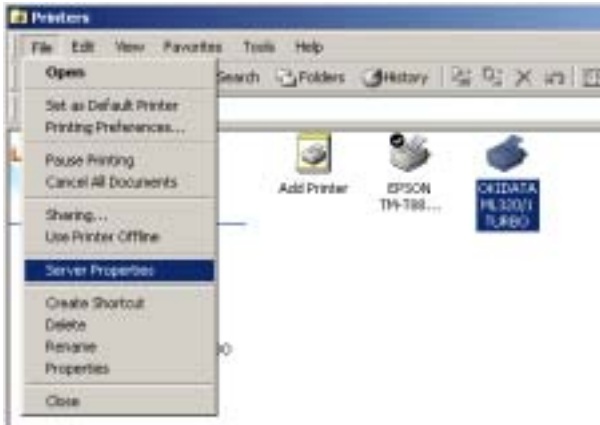 Printers
File Edit View Favorites Tools Help
Search Folders History
Open
Set as Default Printer
Printing Preferences...
Pause Printing
Cancel All Documents
Sharing...
Use Printer Offline
Server Properties
Create Shortcut
Delete
Rename
Properties
Close
Add Printer
EPSON
TM-T88...
OKIDATA
ML320/1
TURBO